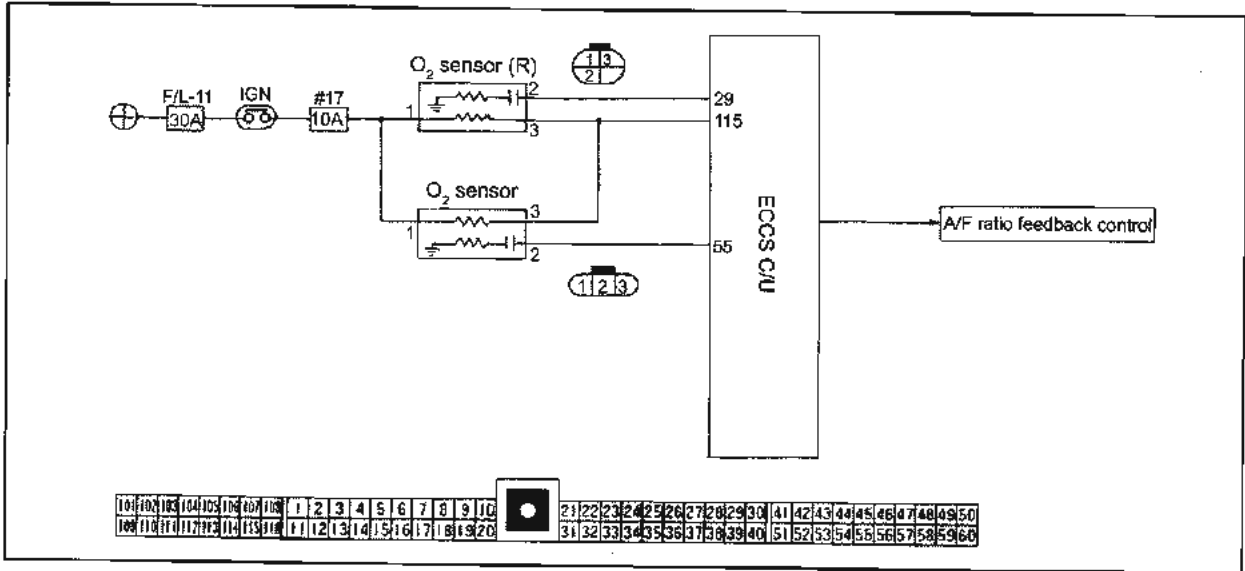 O2 sensor (R)
1 3
2
F/L-11 IGN #17
30A 10A
1 2 29
3 115
O2 sensor
3
1
2 55
1 2 3
ECCS C/U
A/F ratio feedback control
101 102 103 104 105 106 107 108 1 2 3 4 5 6 7 8 9 10 21 22 23 24 25 26 27 28 29 30 41 42 43 44 45 46 47 48 49 50
109 110 111 112 113 114 115 116 11 12 13 14 15 16 17 18 19 20 31 32 33 34 35 36 37 38 39 40 51 52 53 54 55 56 57 58 59 60